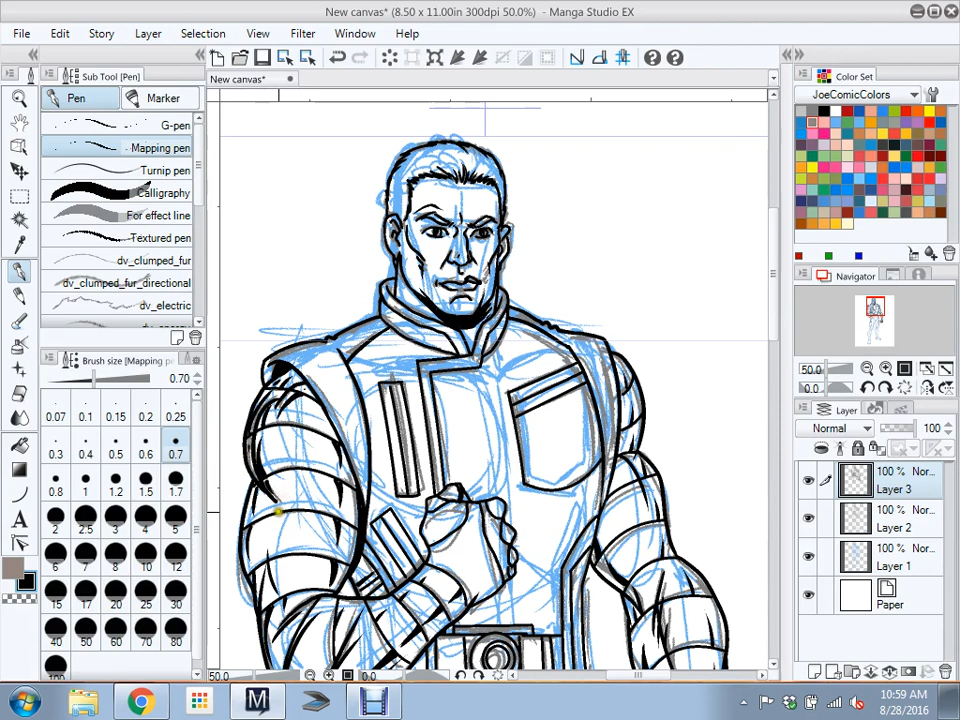 New canvas* (8.50 x 11.00in 300dpi 50.0%) - Manga Studio EX
File Edit Story Layer Selection View Filter Window Help
Sub Tool [Pen]
New canvas*
Pen
Marker
G-pen
Mapping pen
Turnip pen
Calligraphy
For effect line
Textured pen
dv_clumped_fur
dv_clumped_fur_directional
dv_electric
Brush size [Mapping pe
0.70
0.07 0.1 0.15 0.2 0.25
0.3 0.4 0.5 0.6 0.7
0.8 1 1.2 1.5 1.7
2 2.5 3 4 5
6 7 8 10 12
15 17 20 25 30
40 50 60 70 80
100
50.0
0.0
Color Set
JoeComicColors
Navigator
50.0
0.0
Layer
Normal
100
100 % Nor...
Layer 3
100 % Nor...
Layer 2
100 % Nor...
Layer 1
Paper
10:59 AM
8/28/2016